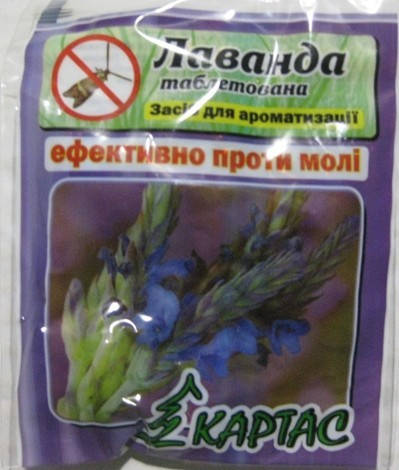 Лаванда
таблетована
Засіб для ароматизації
ефективно проти молі
КАРТАС